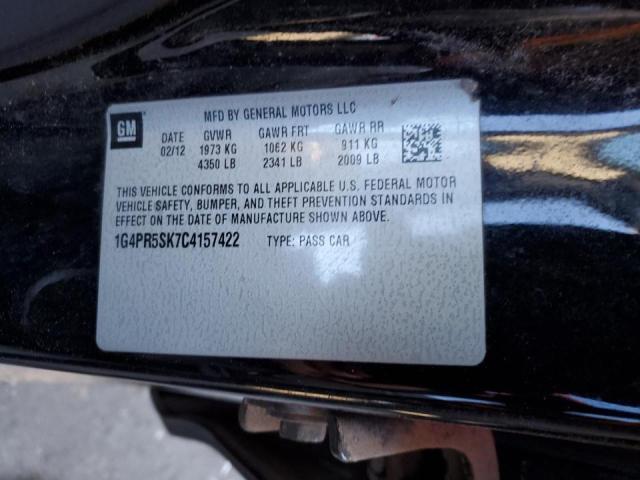 GM
MFD BY GENERAL MOTORS LLC
DATE GVWR GAWR FRT GAWR RR
02/12 1973 KG 1062 KG 911 KG
4350 LB 2341 LB 2009 LB
THIS VEHICLE CONFORMS TO ALL APPLICABLE U.S. FEDERAL MOTOR
VEHICLE SAFETY, BUMPER, AND THEFT PREVENTION STANDARDS IN
EFFECT ON THE DATE OF MANUFACTURE SHOWN ABOVE.
1G4PR5SK7C4157422 TYPE: PASS CAR